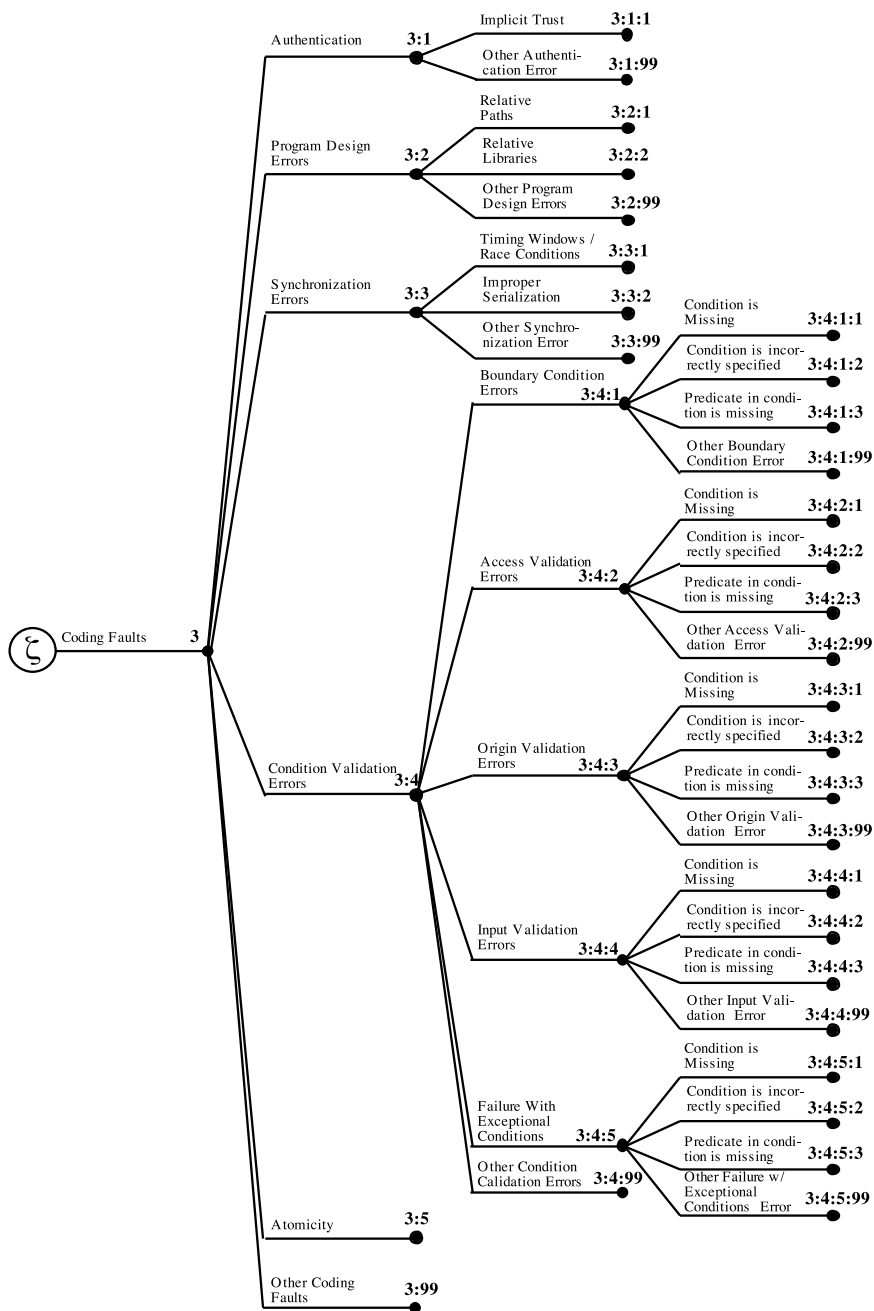 Implicit Trust 3:1:1
Authentication 3:1
Other Authenti-
cation Error 3:1:99
Relative
Paths 3:2:1
Program Design
Errors 3:2
Relative
Libraries 3:2:2
Other Program
Design Errors 3:2:99
Timing Windows /
Race Conditions 3:3:1
Synchronization
Errors 3:3
Improper
Serialization 3:3:2
Other Synchro-
nization Error 3:3:99
Boundary Condition
Errors 3:4:1
Condition is
Missing 3:4:1:1
Condition is incor-
rectly specified 3:4:1:2
Predicate in condi-
tion is missing 3:4:1:3
Other Boundary
Condition Error 3:4:1:99
Access Validation
Errors 3:4:2
Condition is
Missing 3:4:2:1
Condition is incor-
rectly specified 3:4:2:2
Predicate in condi-
tion is missing 3:4:2:3
Other Access Vali-
dation Error 3:4:2:99
ζ Coding Faults 3
Condition Validation
Errors 3:4
Origin Validation
Errors 3:4:3
Condition is
Missing 3:4:3:1
Condition is incor-
rectly specified 3:4:3:2
Predicate in condi-
tion is missing 3:4:3:3
Other Origin Vali-
dation Error 3:4:3:99
Input Validation
Errors 3:4:4
Condition is
Missing 3:4:4:1
Condition is incor-
rectly specified 3:4:4:2
Predicate in condi-
tion is missing 3:4:4:3
Other Input Vali-
dation Error 3:4:4:99
Failure With
Exceptional
Conditions 3:4:5
Condition is
Missing 3:4:5:1
Condition is incor-
rectly specified 3:4:5:2
Predicate in condi-
tion is missing 3:4:5:3
Other Failure w/
Exceptional
Conditions Error 3:4:5:99
Other Condition
Calidation Errors 3:4:99
Atomicity 3:5
Other Coding
Faults 3:99